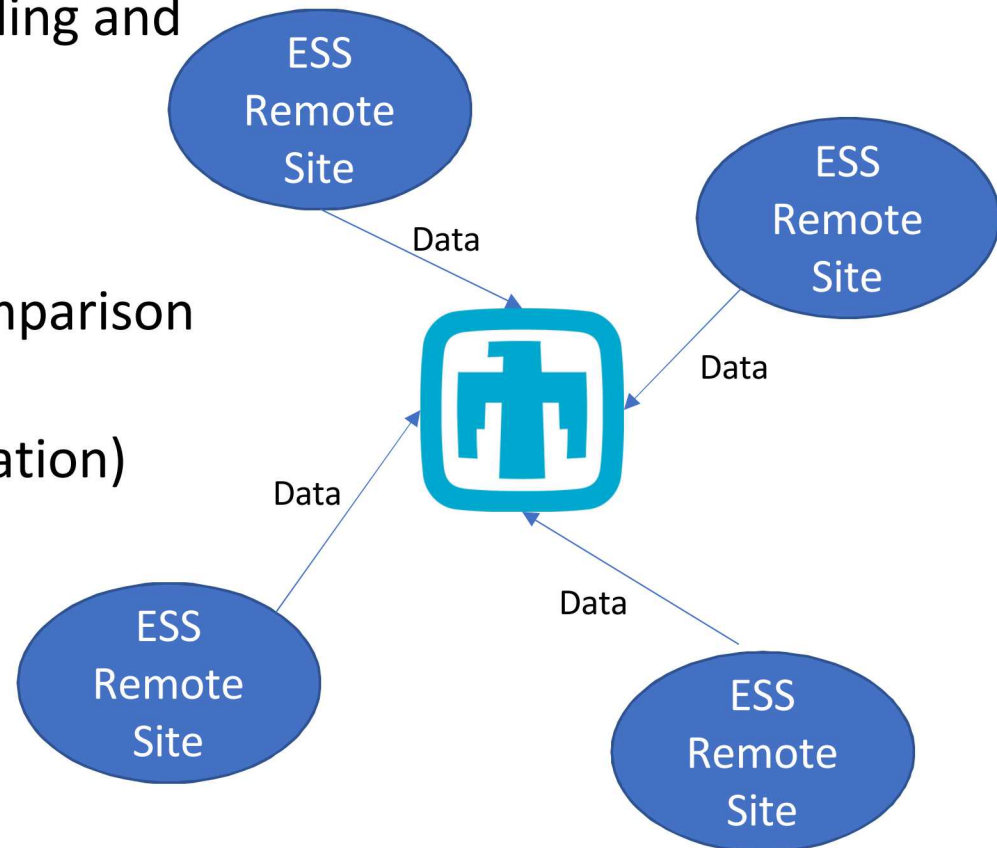 ling and
ESS
Remote
Site
ESS
Remote
Site
Data
mparison
Data
ation)
Data
Data
ESS
Remote
Site
ESS
Remote
Site